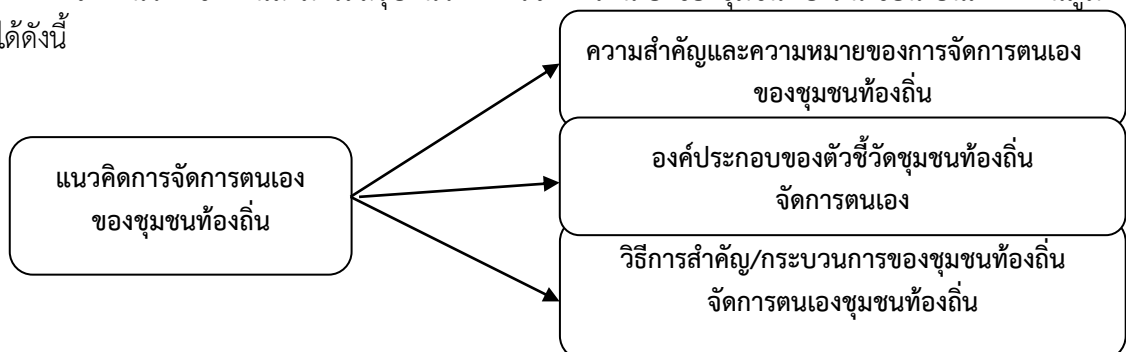 ได้ดังนี้
ความสำคัญและความหมายของการจัดการตนเอง
ของชุมชนท้องถิ่น
องค์ประกอบของตัวชี้วัดชุมชนท้องถิ่น
จัดการตนเอง
แนวคิดการจัดการตนเอง
ของชุมชนท้องถิ่น
วิธีการสำคัญ/กระบวนการของชุมชนท้องถิ่น
จัดการตนเองชุมชนท้องถิ่น